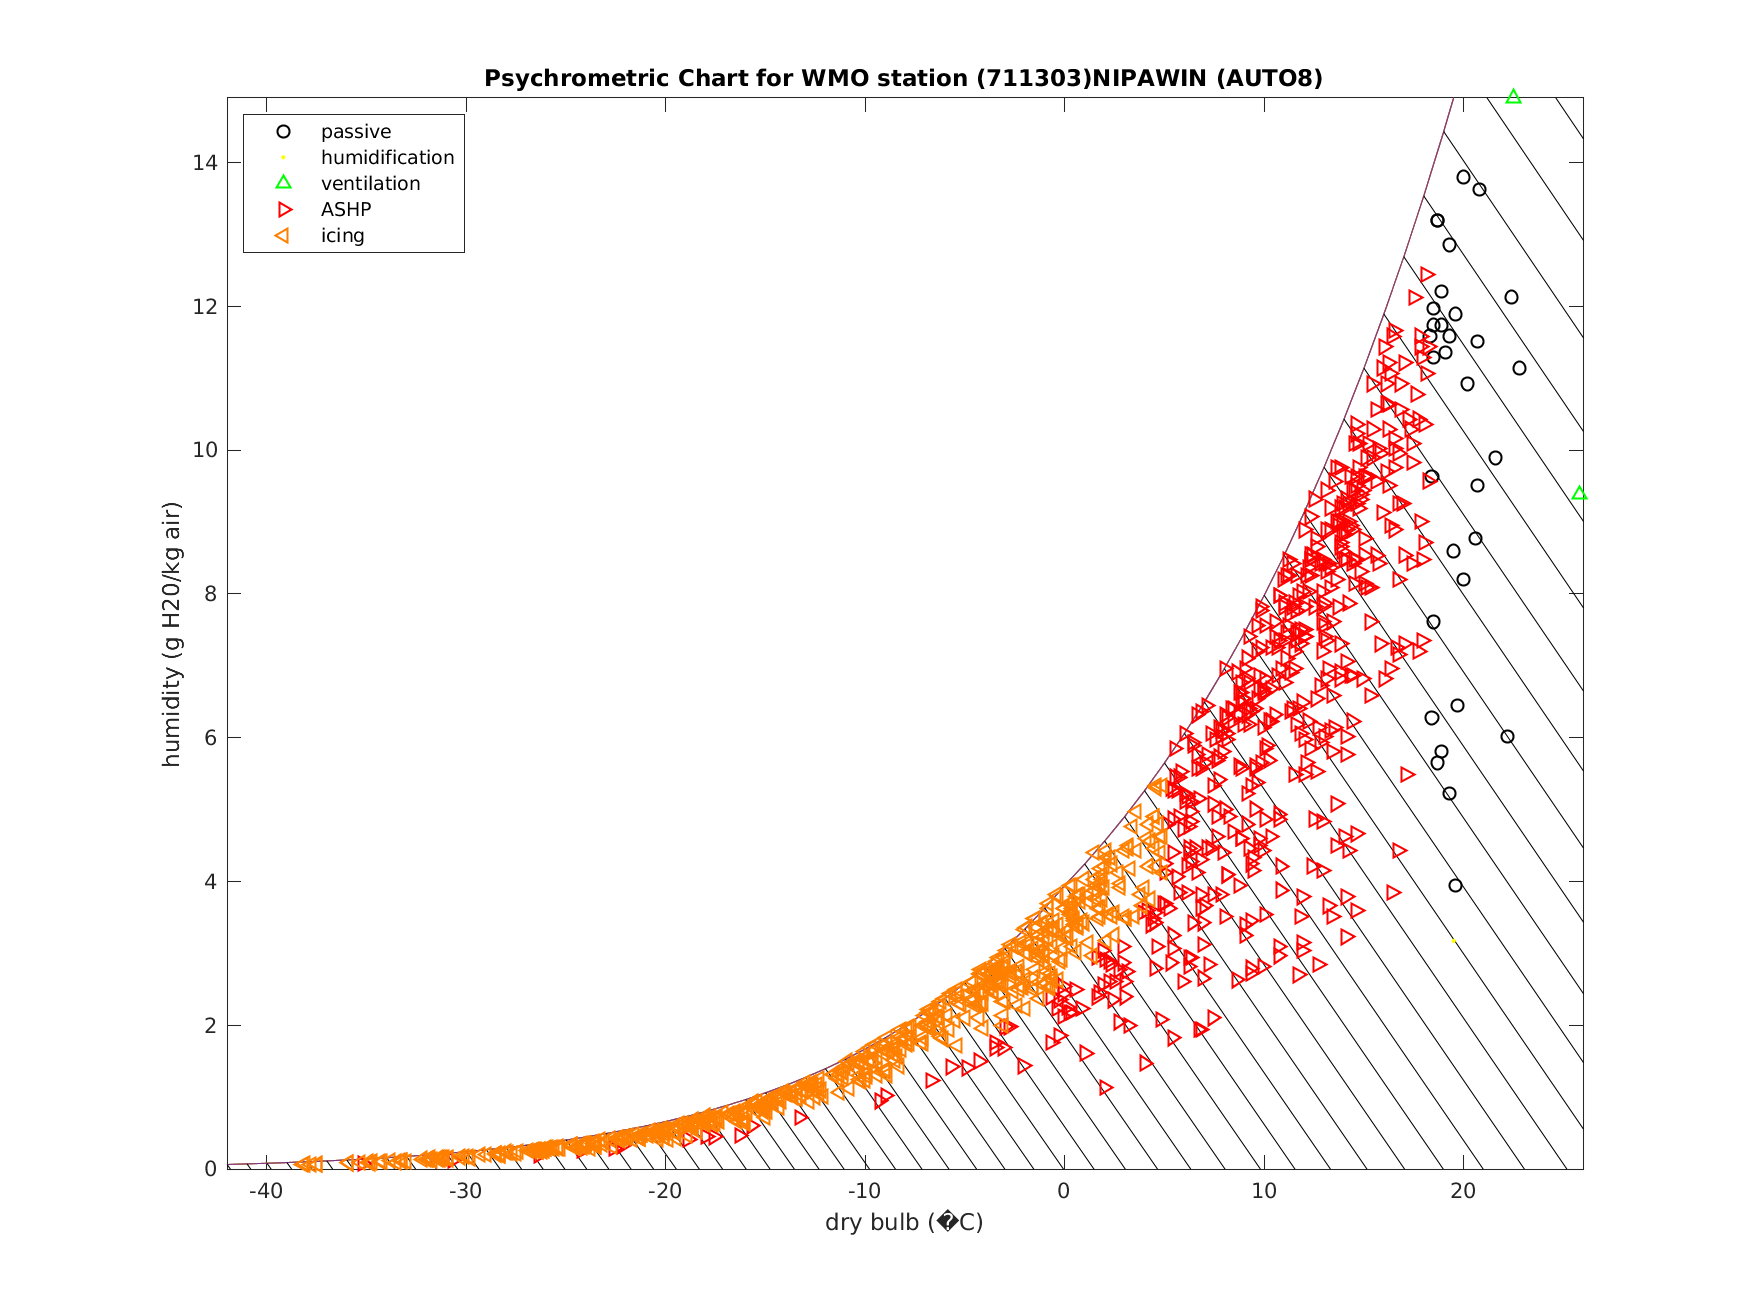 Psychrometric Chart for WMO station (711303)NIPAWIN (AUTO8)
passive
humidification
ventilation
ASHP
icing
14
12
10
8
6
4
2
0
humidity (g H20/kg air)
-40 -30 -20 -10 0 10 20
dry bulb (�C)